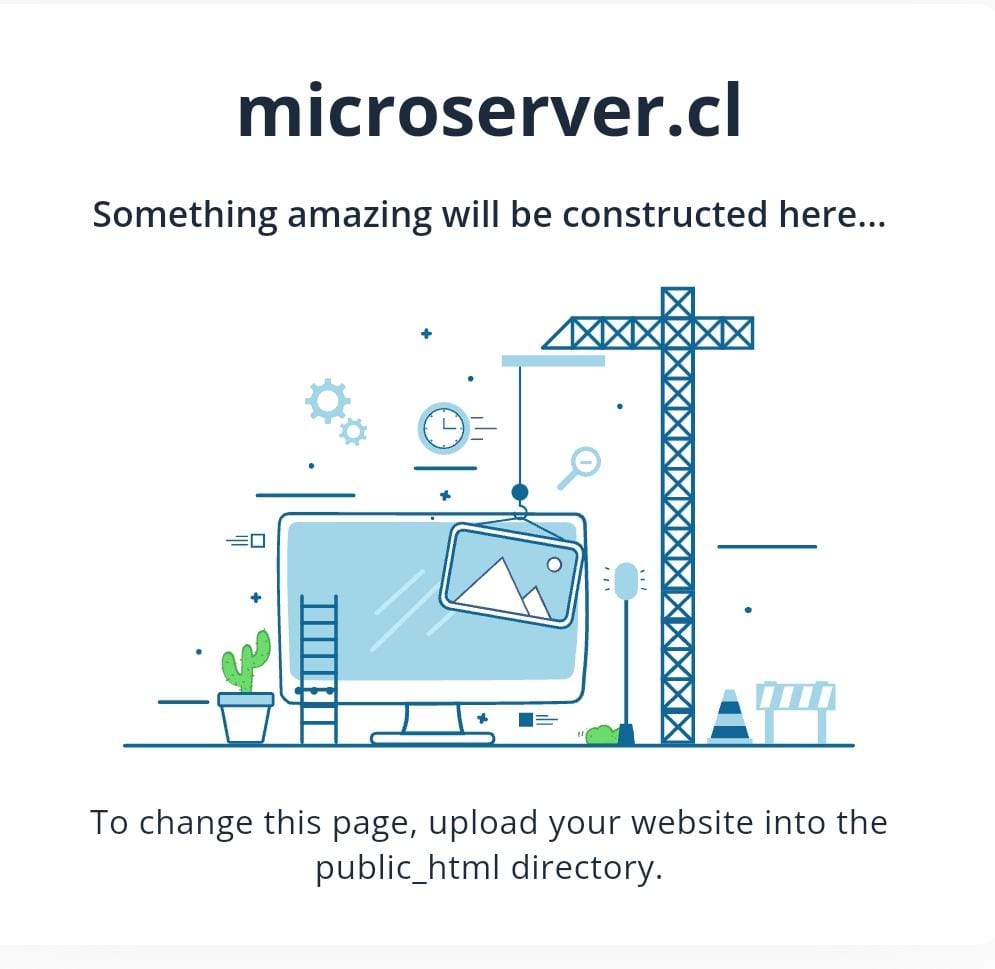 microserver.cl
Something amazing will be constructed here...
To change this page, upload your website into the
public_html directory.